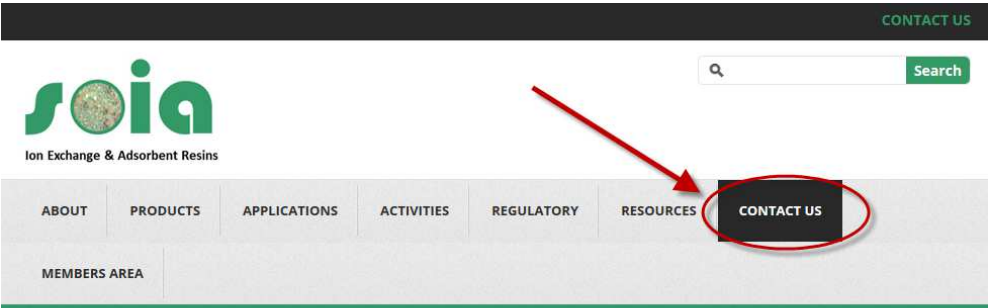 CONTACT US
Search
soia
Ion Exchange & Adsorbent Resins
ABOUT PRODUCTS APPLICATIONS ACTIVITIES REGULATORY RESOURCES CONTACT US
MEMBERS AREA